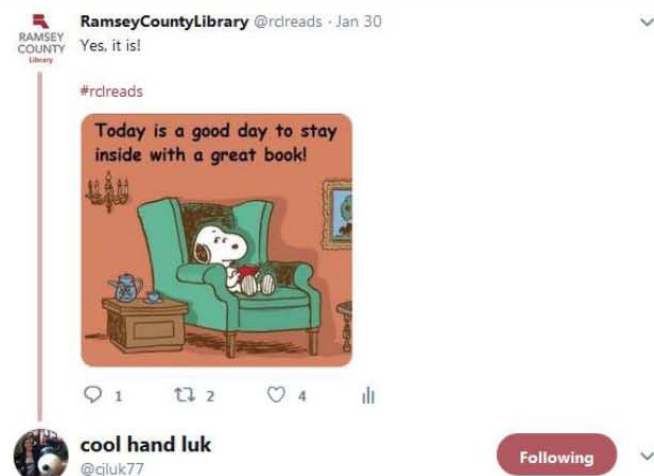 RAMSEY
COUNTY
Library
RamseyCountyLibrary @rclreads · Jan 30
Yes, it is!
#rclreads
Today is a good day to stay
inside with a great book!
1 2 4
cool hand luk
@cjluk77
Following